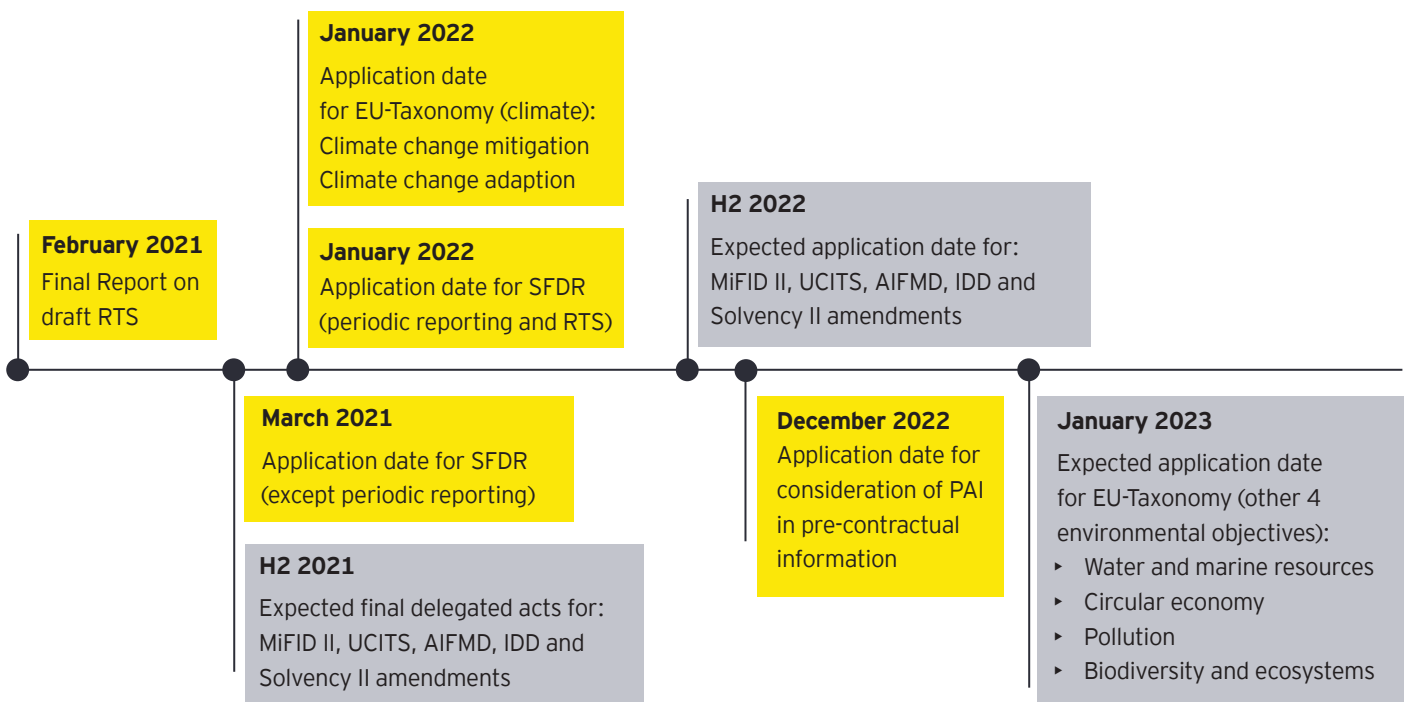 January 2022
Application date
for EU-Taxonomy (climate):
Climate change mitigation
Climate change adaption
February 2021
Final Report on
draft RTS
January 2022
Application date for SFDR
(periodic reporting and RTS)
H2 2022
Expected application date for:
MiFID II, UCITS, AIFMD, IDD and
Solvency II amendments
March 2021
Application date for SFDR
(except periodic reporting)
H2 2021
Expected final delegated acts for:
MiFID II, UCITS, AIFMD, IDD and
Solvency II amendments
December 2022
Application date for
consideration of PAI
in pre-contractual
information
January 2023
Expected application date
for EU-Taxonomy (other 4
environmental objectives):
‣ Water and marine resources
‣ Circular economy
‣ Pollution
‣ Biodiversity and ecosystems